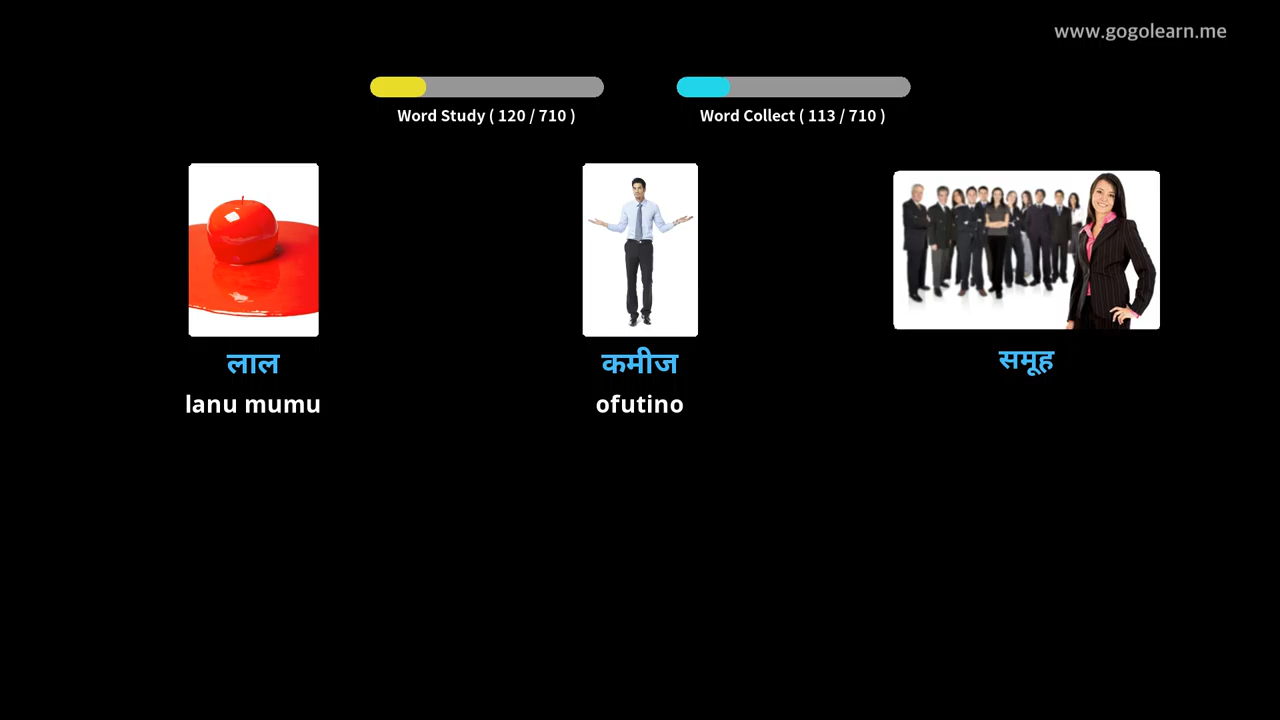 www.gogolearn.me
Word Study ( 120 / 710 )
Word Collect ( 113 / 710 )
लाल
कमीज
समूह
lanu mumu
ofutino